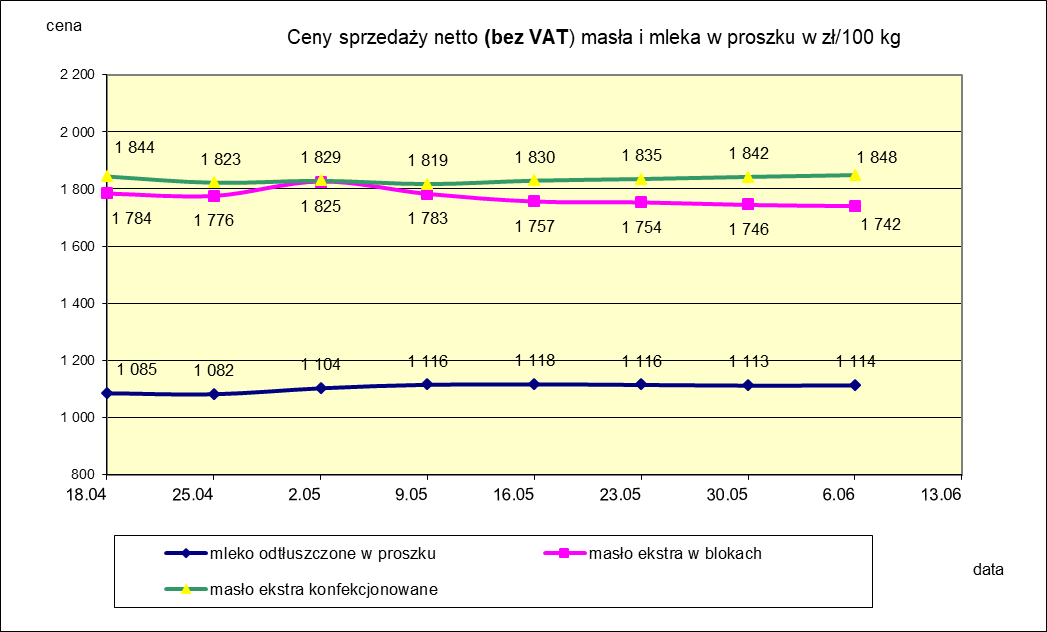 cena
Ceny sprzedaży netto (bez VAT) masła i mleka w proszku w zł/100 kg
2 200
2 000
1 844 1 823 1 829 1 819 1 830 1 835 1 842 1 848
1 800
1 784 1 776 1 825 1 783 1 757 1 754 1 746 1 742
1 600
1 400
1 200
1 085 1 082 1 104 1 116 1 118 1 116 1 113 1 114
1 000
800
18.04 25.04 2.05 9.05 16.05 23.05 30.05 6.06 13.06
mleko odtłuszczone w proszku masło ekstra w blokach
data
masło ekstra konfekcjonowane